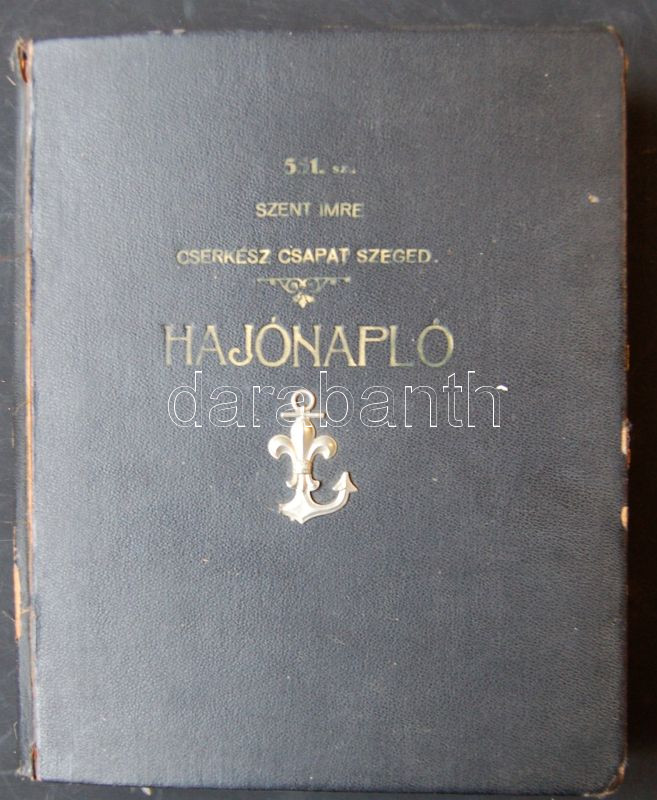 551. sz.
SZENT IMRE
CSERKÉSZ CSAPAT SZEGED.
HAJÓNAPLÓ
darabanth